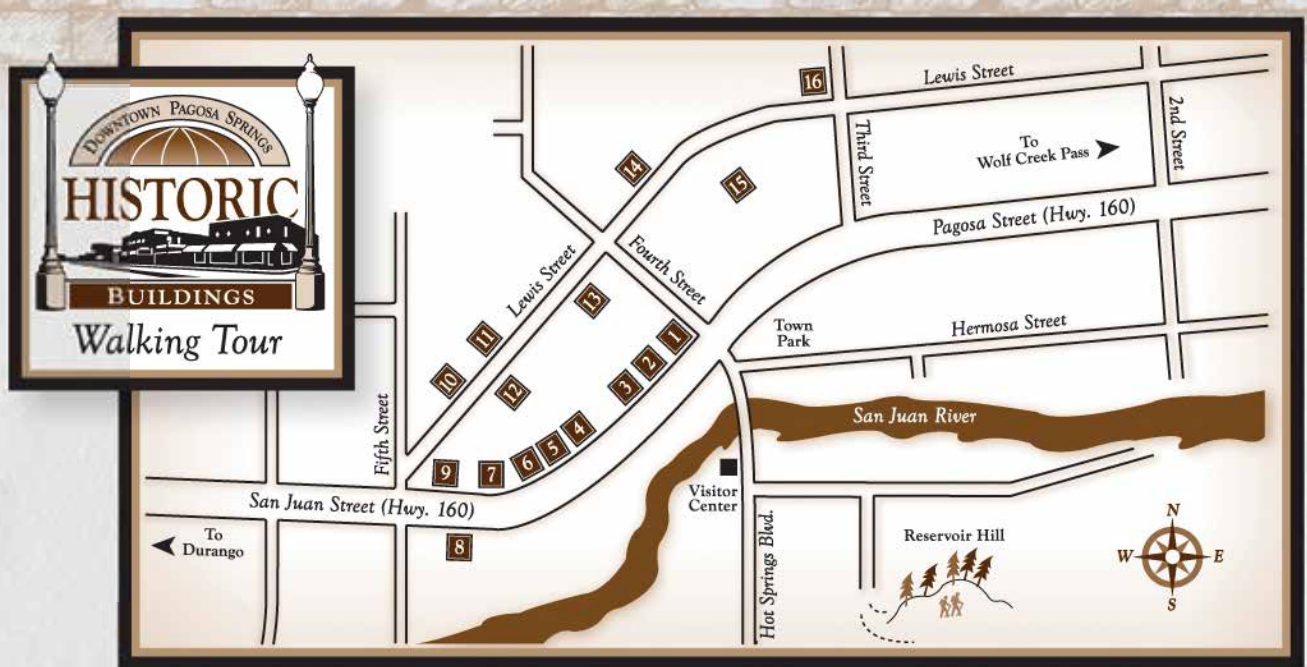 DOWNTOWN PAGOSA SPRINGS
HISTORIC
BUILDINGS
Walking Tour
16
Lewis Street
2nd Street
Third Street
To
Wolf Creek Pass
14
15
Pagosa Street (Hwy. 160)
Fourth Street
Lewis Street
13
Town
Park
Hermosa Street
11
1
2
10
12
3
San Juan River
Fifth Street
4
5
6
9
7
Visitor
Center
San Juan Street (Hwy. 160)
To
Durango
8
Hot Springs Blvd.
Reservoir Hill
N
W
E
S